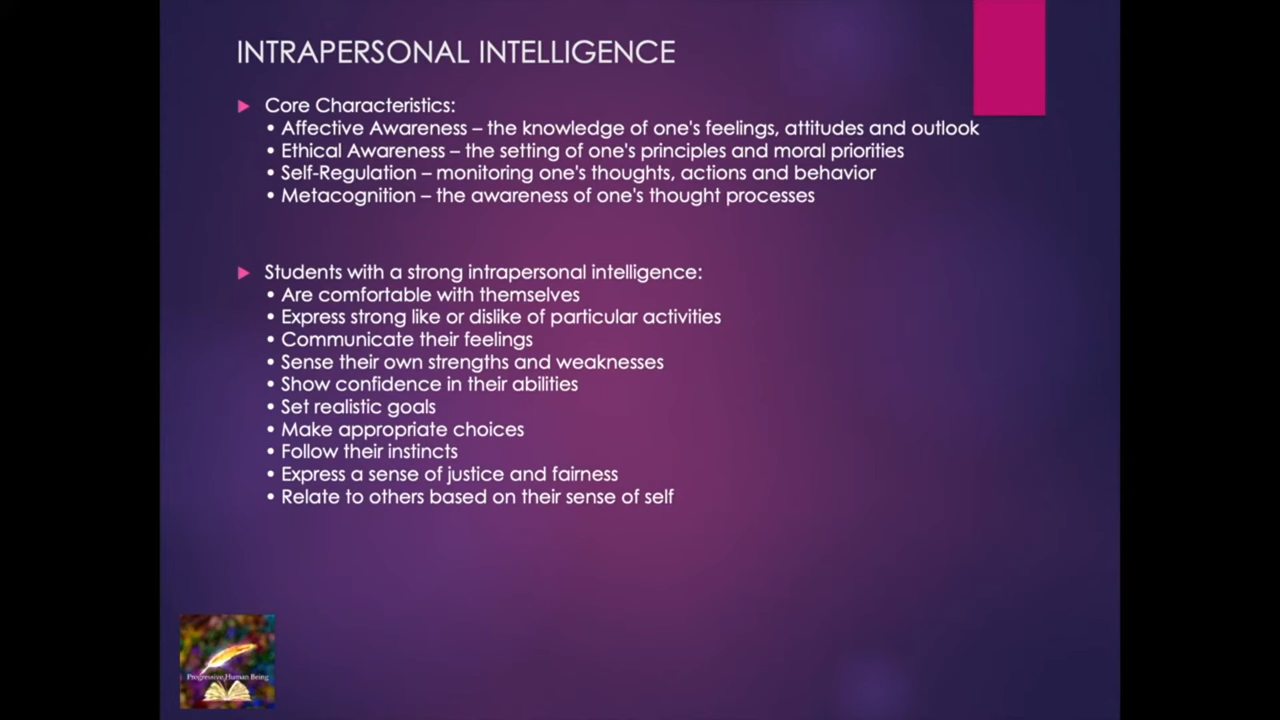 INTRAPERSONAL INTELLIGENCE
Core Characteristics:
• Affective Awareness – the knowledge of one's feelings, attitudes and outlook
• Ethical Awareness – the setting of one's principles and moral priorities
• Self-Regulation – monitoring one's thoughts, actions and behavior
• Metacognition – the awareness of one's thought processes
Students with a strong intrapersonal intelligence:
• Are comfortable with themselves
• Express strong like or dislike of particular activities
• Communicate their feelings
• Sense their own strengths and weaknesses
• Show confidence in their abilities
• Set realistic goals
• Make appropriate choices
• Follow their instincts
• Express a sense of justice and fairness
• Relate to others based on their sense of self
Progressive Human Being